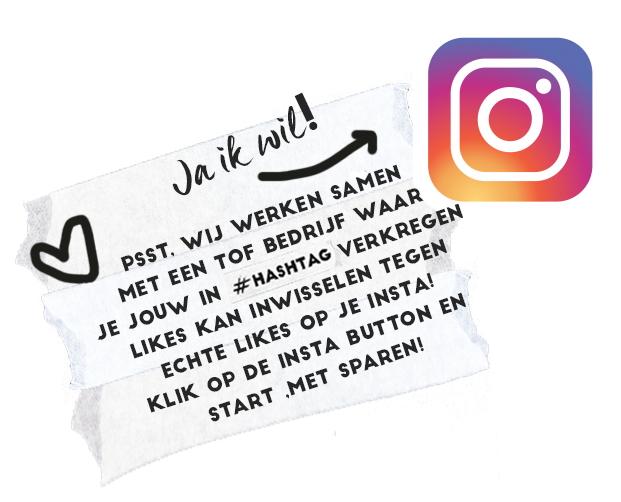 Ja ik wil!
PSST, WIJ WERKEN SAMEN
MET EEN TOF BEDRIJF WAAR
JE JOUW IN #HASHTAG VERKREGEN
LIKES KAN INWISSELEN TEGEN
ECHTE LIKES OP JE INSTA!
KLIK OP DE INSTA BUTTON EN
START ,MET SPAREN!